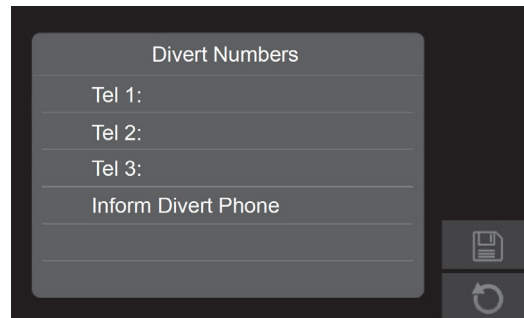 Divert Numbers
Tel 1:
Tel 2:
Tel 3:
Inform Divert Phone